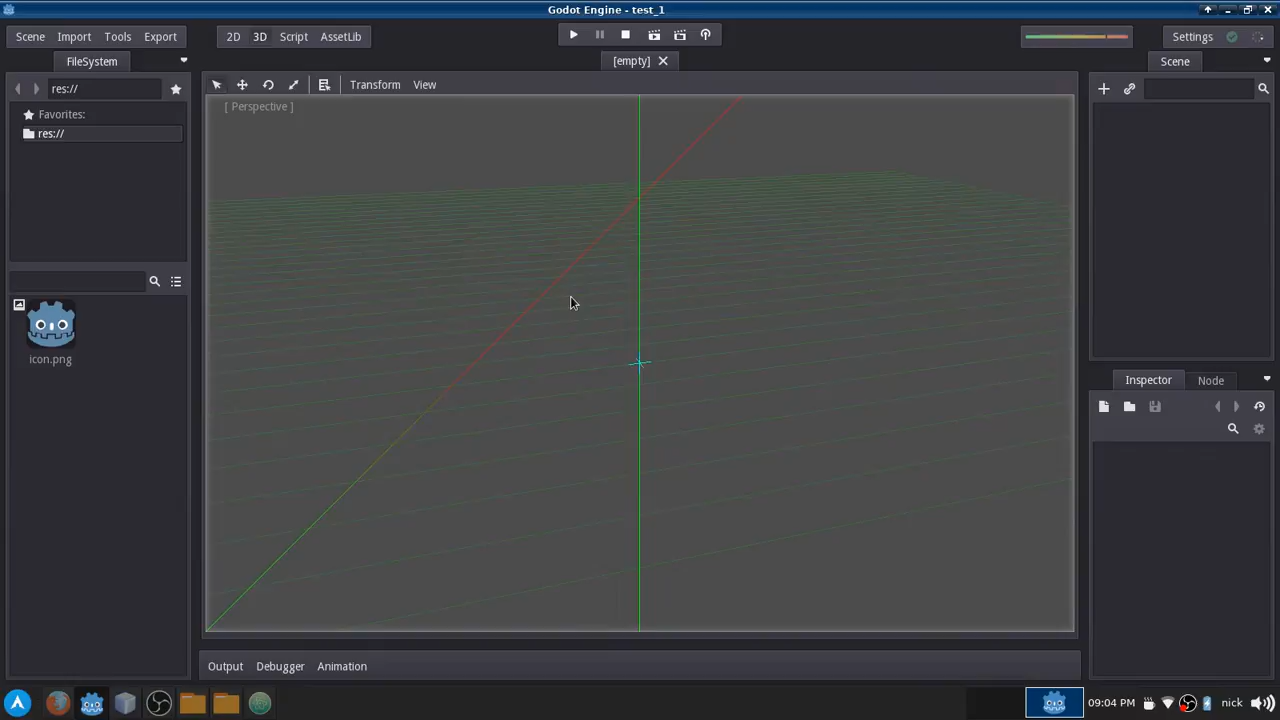 Godot Engine - test_1
Scene Import Tools Export 2D 3D Script AssetLib Settings
FileSystem [empty] Scene
res:// Transform View
[ Perspective ]
Favorites:
res://
icon.png
Inspector Node
Output Debugger Animation
09:04 PM nick